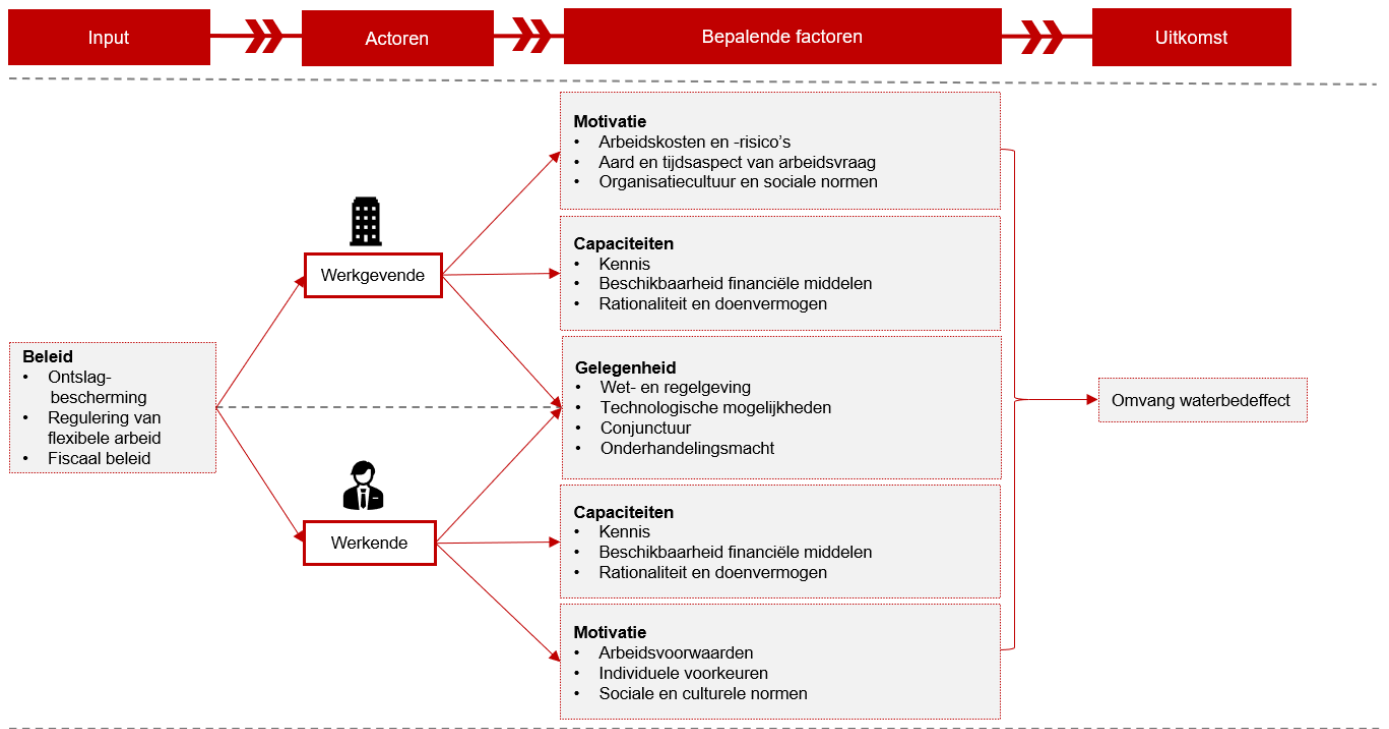 Input
Actoren
Bepalende factoren
Uitkomst
Beleid
• Ontslag-
bescherming
• Regulering van
flexibele arbeid
• Fiscaal beleid
Werkgevende
Werkende
Motivatie
• Arbeidskosten en -risico’s
• Aard en tijdsaspect van arbeidsvraag
• Organisatiecultuur en sociale normen
Capaciteiten
• Kennis
• Beschikbaarheid financiële middelen
• Rationaliteit en doenvermogen
Gelegenheid
• Wet- en regelgeving
• Technologische mogelijkheden
• Conjunctuur
• Onderhandelingsmacht
Capaciteiten
• Kennis
• Beschikbaarheid financiële middelen
• Rationaliteit en doenvermogen
Motivatie
• Arbeidsvoorwaarden
• Individuele voorkeuren
• Sociale en culturele normen
Omvang waterbedeffect